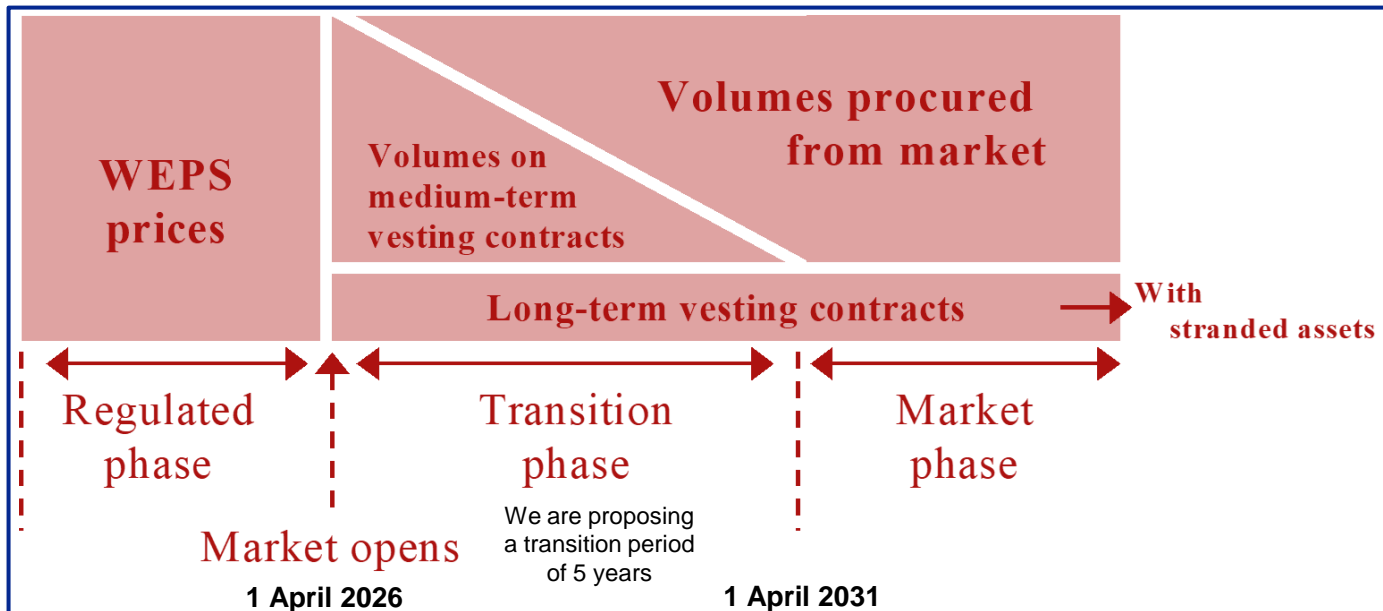 WEPS
prices
Volumes on
medium-term
vesting contracts
Volumes procured
from market
Long-term vesting contracts
With
stranded assets
Regulated
phase
Transition
phase
Market
phase
Market opens
We are proposing
a transition period
of 5 years
1 April 2026
1 April 2031